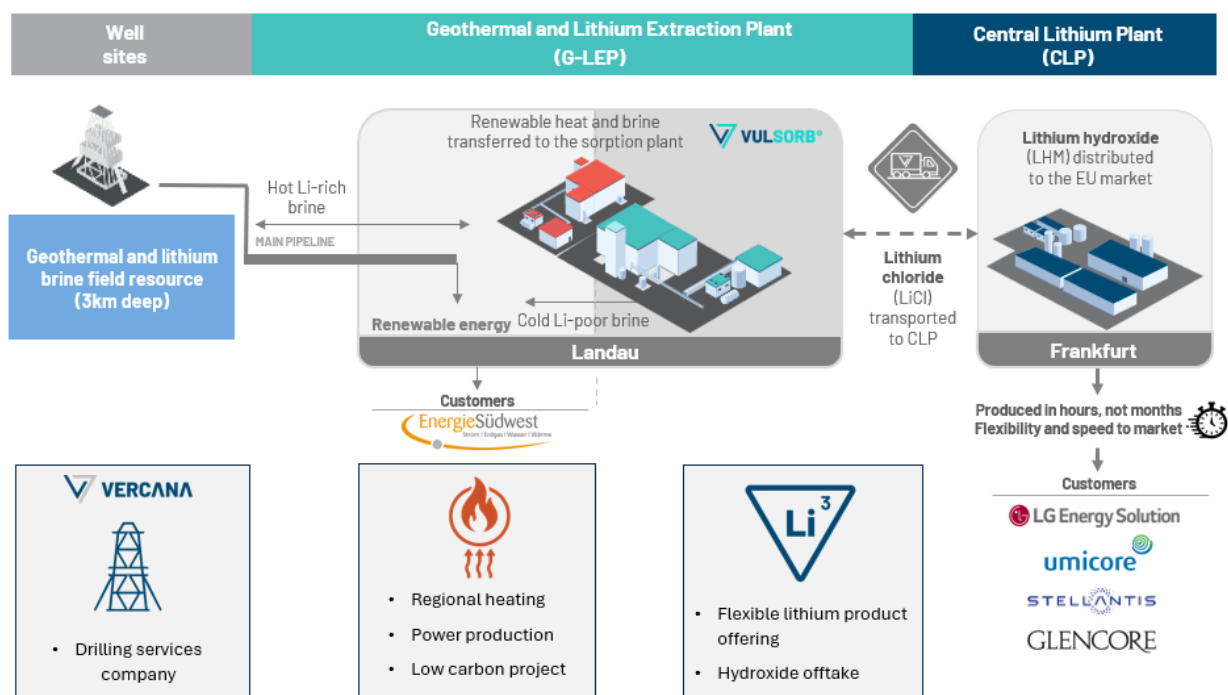 Well
sites
Geothermal and Lithium Extraction Plant
(G-LEP)
Central Lithium Plant
(CLP)
Renewable heat and brine
transferred to the sorption plant
VULSORB®
Hot Li-rich
brine
MAIN PIPELINE
Geothermal and lithium
brine field resource
(3km deep)
Renewable energy
Cold Li-poor brine
Landau
Lithium
chloride
(LiCl)
transported
to CLP
Lithium hydroxide
(LHM) distributed
to the EU market
Frankfurt
Customers
EnergieSüdwest
Strom | Erdgas | Wasser | Wärme
Produced in hours, not months
Flexibility and speed to market
Customers
LG Energy Solution
umicore
STELLANTIS
GLENCORE
VERCANA
• Drilling services
company
• Regional heating
• Power production
• Low carbon project
Li³
• Flexible lithium product
offering
• Hydroxide offtake